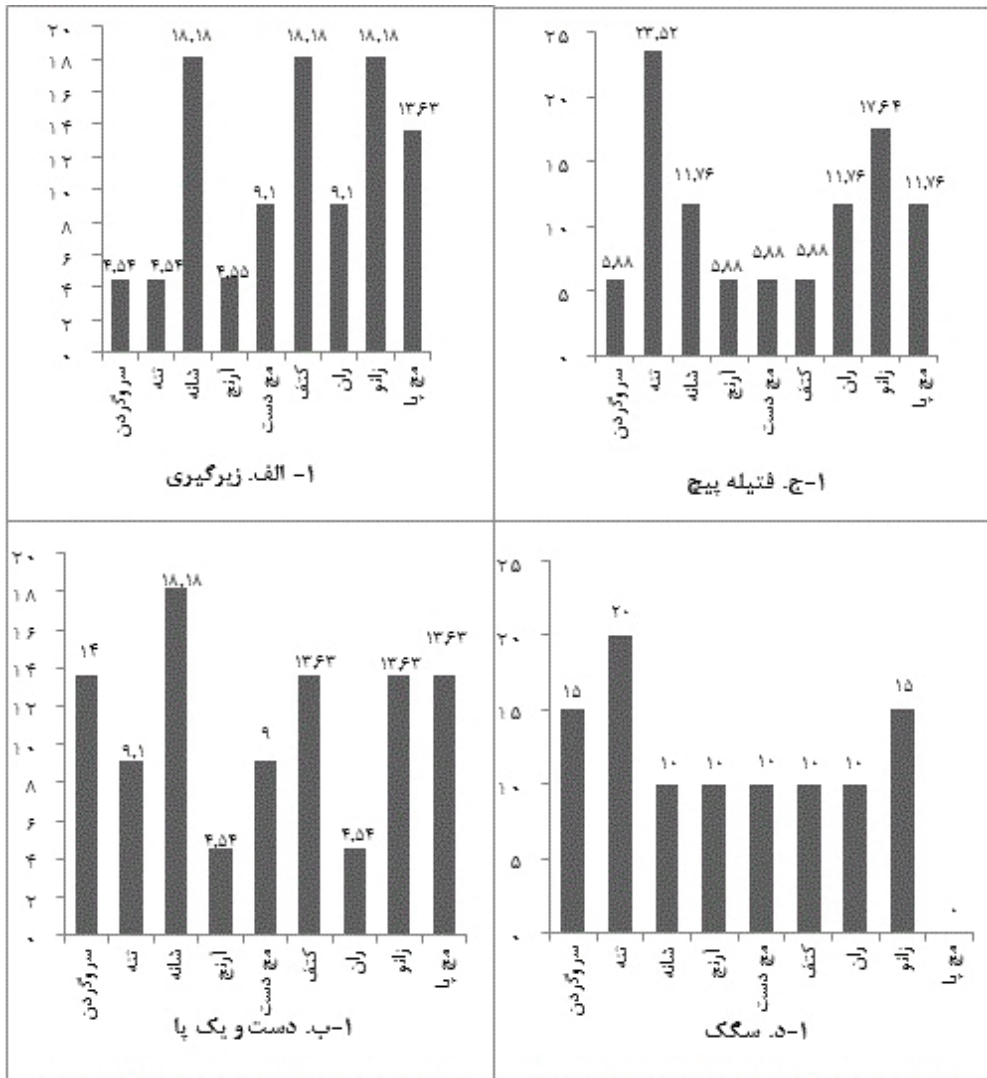 ۲۰
۱۸
۱۶
۱۴
۱۲
۱۰
۸
۶
۴
۲
۰
۴,۵۴
۴,۵۴
۱۸,۱۸
۴,۵۵
۹,۱
۱۸,۱۸
۹,۱
۱۸,۱۸
۱۳,۶۳
سروگردن
تنه
شانه
آرنج
مچ دست
کتف
ران
زانو
مچ پا
۱- الف. زیرگیری
۲۵
۲۰
۱۵
۱۰
۵
۰
۵,۸۸
۲۳,۵۲
۱۱,۷۶
۵,۸۸
۵,۸۸
۵,۸۸
۱۱,۷۶
۱۷,۶۴
۱۱,۷۶
سروگردن
تنه
شانه
آرنج
مچ دست
کتف
ران
زانو
مچ پا
۱-ج. فتیله پیچ
۲۰
۱۸
۱۶
۱۴
۱۲
۱۰
۸
۶
۴
۲
۰
۱۴
۹,۱
۱۸,۱۸
۴,۵۴
۹
۱۳,۶۳
۴,۵۴
۱۳,۶۳
۱۳,۶۳
سروگردن
تنه
شانه
آرنج
مچ دست
کتف
ران
زانو
مچ پا
۱-ب. دست و یک پا
۲۵
۲۰
۱۵
۱۰
۵
۰
۱۵
۲۰
۱۰
۱۰
۱۰
۱۰
۱۰
۱۵
۰
سروگردن
تنه
شانه
آرنج
مچ دست
کتف
ران
زانو
مچ پا
۱-د. سگک